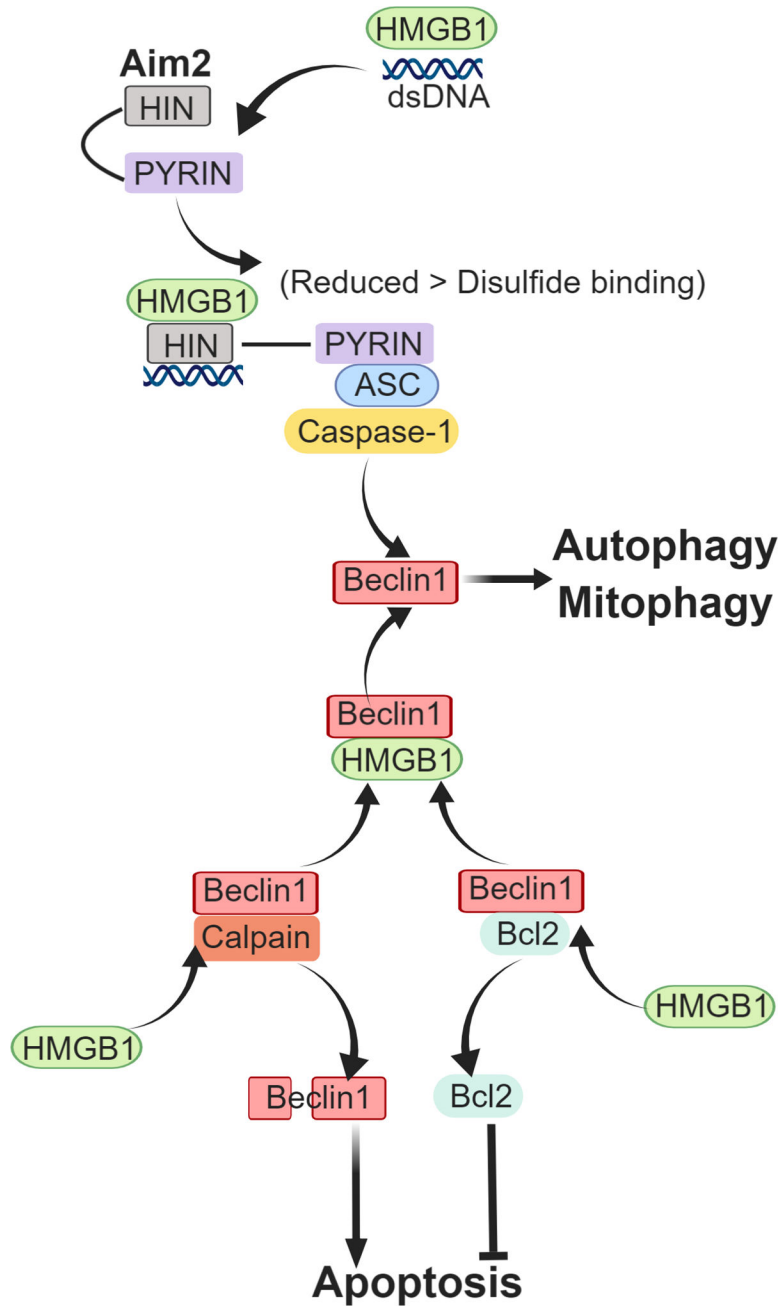 HMGB1
Aim2
HIN
dsDNA
PYRIN
(Reduced > Disulfide binding)
HMGB1
HIN
PYRIN
ASC
Caspase-1
Autophagy
Beclin1
Mitophagy
Beclin1
HMGB1
Beclin1
Beclin1
Calpain
Bcl2
HMGB1
HMGB1
Beclin1
Bcl2
Apoptosis